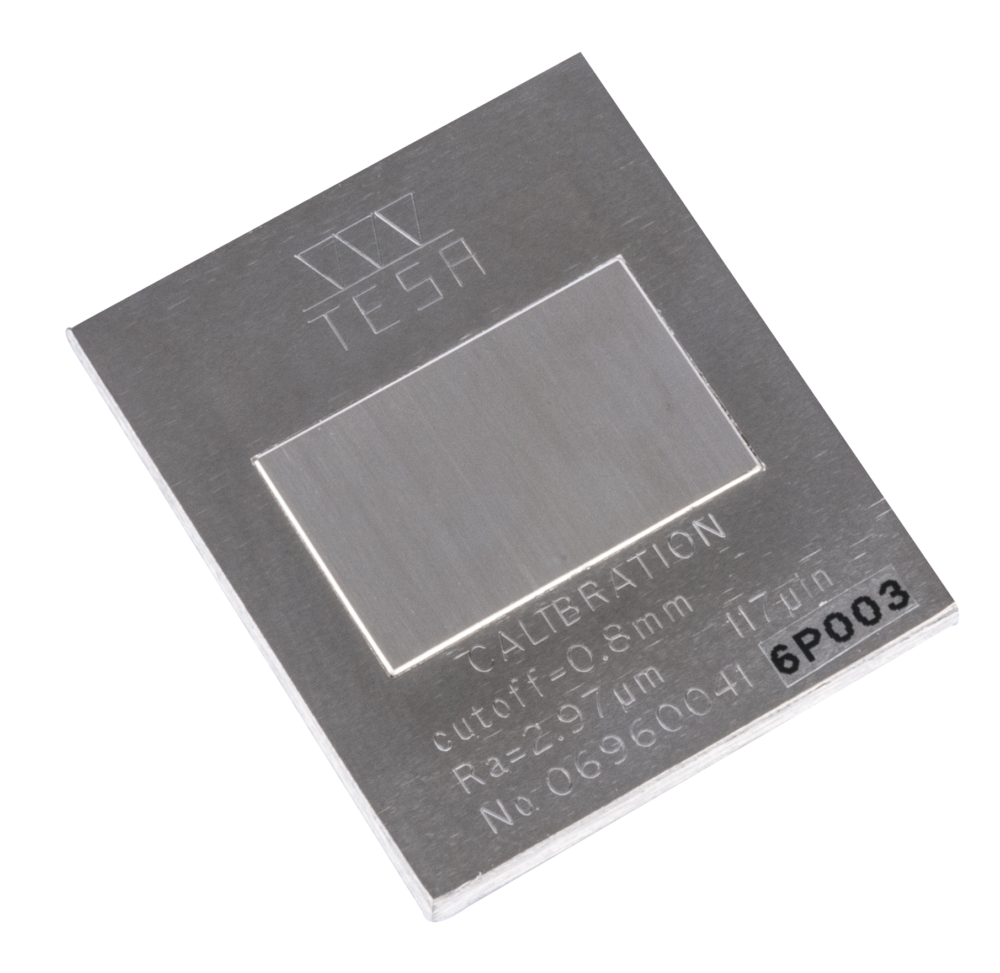 TESA
CALIBRATION
cutoff=0.8mm
Ra=2.97µm 117µin
No. 06960041
6P003